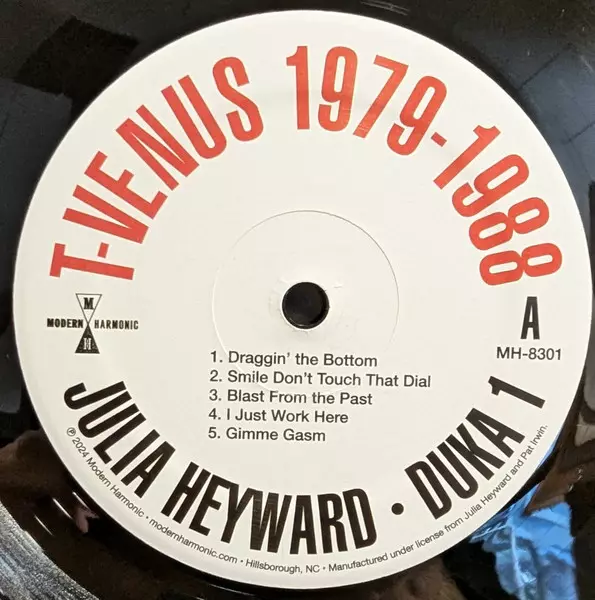 T-VENUS 1979-1988
M
MODERN HARMONIC
H
A
MH-8301
1. Draggin' the Bottom
2. Smile Don't Touch That Dial
3. Blast From the Past
4. I Just Work Here
5. Gimme Gasm
JULIA HEYWARD • DUKA 1
℗ 2024 Modern Harmonic • modernharmonic.com • Hillsborough, NC • Manufactured under license from Julia Heyward and Pat Irwin.